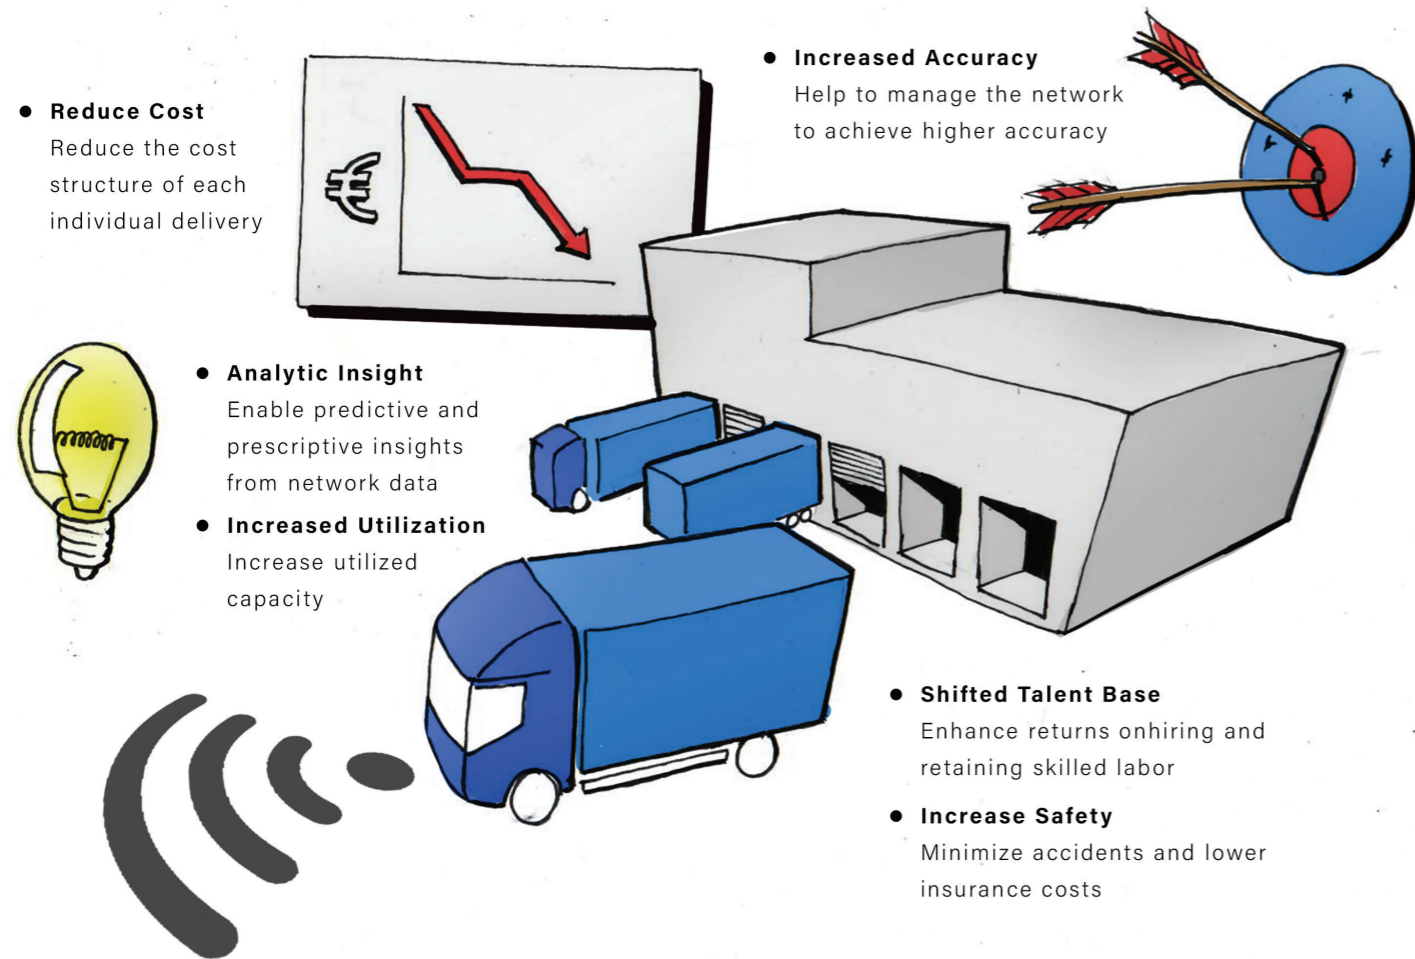 ● Increased Accuracy
Help to manage the network
to achieve higher accuracy
● Reduce Cost
Reduce the cost
structure of each
individual delivery
€
● Analytic Insight
Enable predictive and
prescriptive insights
from network data
● Increased Utilization
Increase utilized
capacity
● Shifted Talent Base
Enhance returns onhiring and
retaining skilled labor
● Increase Safety
Minimize accidents and lower
insurance costs